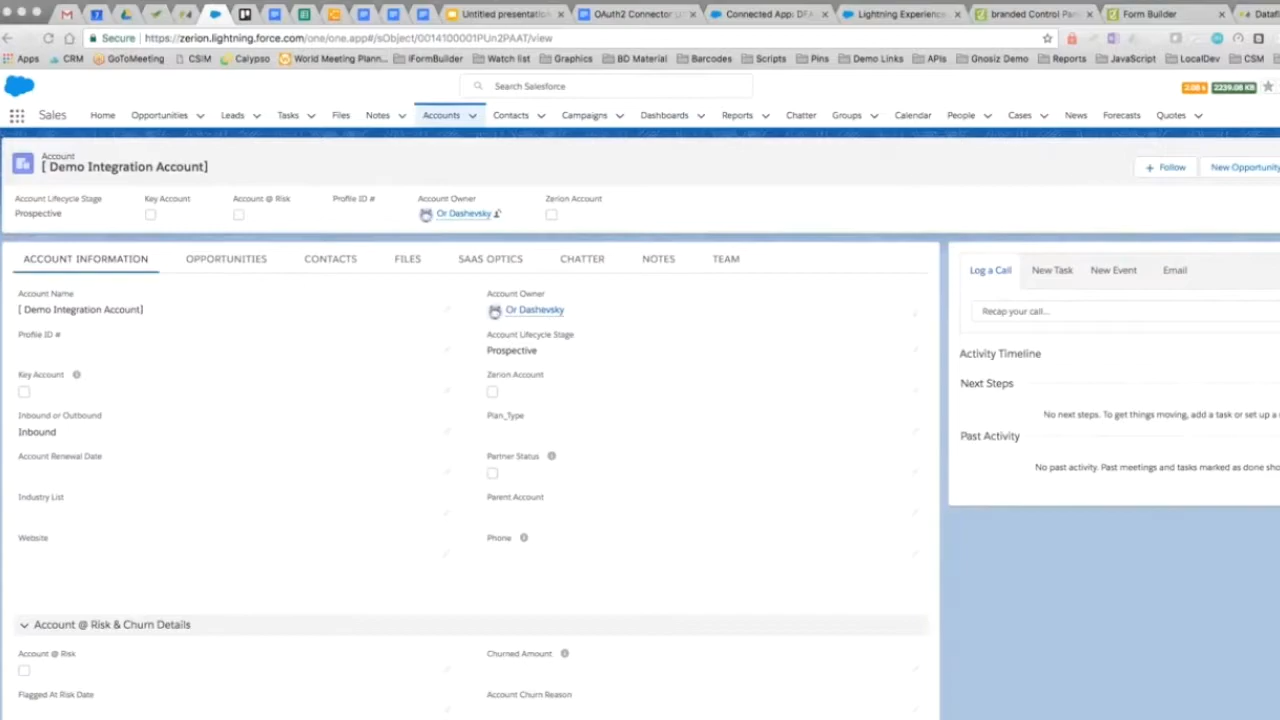 Untitled presentation
OAuth2 Connector
Connected App: DEA
Lightning Experience
branded Control Pan
Form Builder
Secure https://zerion.lightning.force.com/one/one.app#/sObject/0014100001PUn2PAAT/view
Apps CRM GoToMeeting CSIM Calypso World Meeting Plann... iFormBuilder Watch list Graphics BD Material Barcodes Scripts Pins Demo Links APIs Gnosiz Demo Reports JavaScript LocalDev CSM
Search Salesforce
2.08 s 2239.08 KB
Sales Home Opportunities Leads Tasks Files Notes Accounts Contacts Campaigns Dashboards Reports Chatter Groups Calendar People Cases News Forecasts Quotes
Account
[ Demo Integration Account]
+ Follow New Opportunity
Account Lifecycle Stage Key Account Account @ Risk Profile ID # Account Owner Zerion Account
Prospective Or Dashevsky
ACCOUNT INFORMATION OPPORTUNITIES CONTACTS FILES SAAS OPTICS CHATTER NOTES TEAM
Account Name Account Owner
[ Demo Integration Account] Or Dashevsky
Profile ID # Account Lifecycle Stage
Prospective
Key Account Zerion Account
Inbound or Outbound Plan_Type
Inbound
Account Renewal Date Partner Status
Industry List Parent Account
Website Phone
Account @ Risk & Churn Details
Account @ Risk Churned Amount
Flagged At Risk Date Account Churn Reason
Log a Call New Task New Event Email
Recap your call...
Activity Timeline
Next Steps
No next steps. To get things moving, add a task or set up a
Past Activity
No past activity. Past meetings and tasks marked as done sho